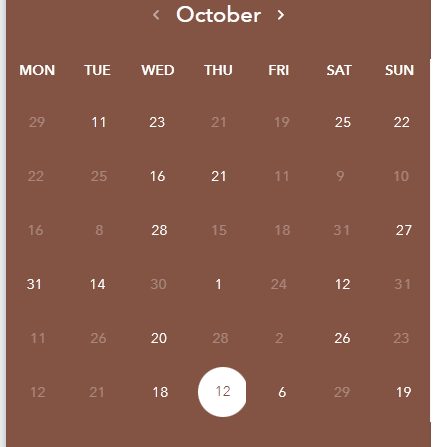 ‹ October ›
MON TUE WED THU FRI SAT SUN
29 11 23 21 19 25 22
22 25 16 21 11 9 10
16 8 28 15 18 31 27
31 14 30 1 24 12 31
11 26 20 28 2 26 23
12 21 18 12 6 29 19